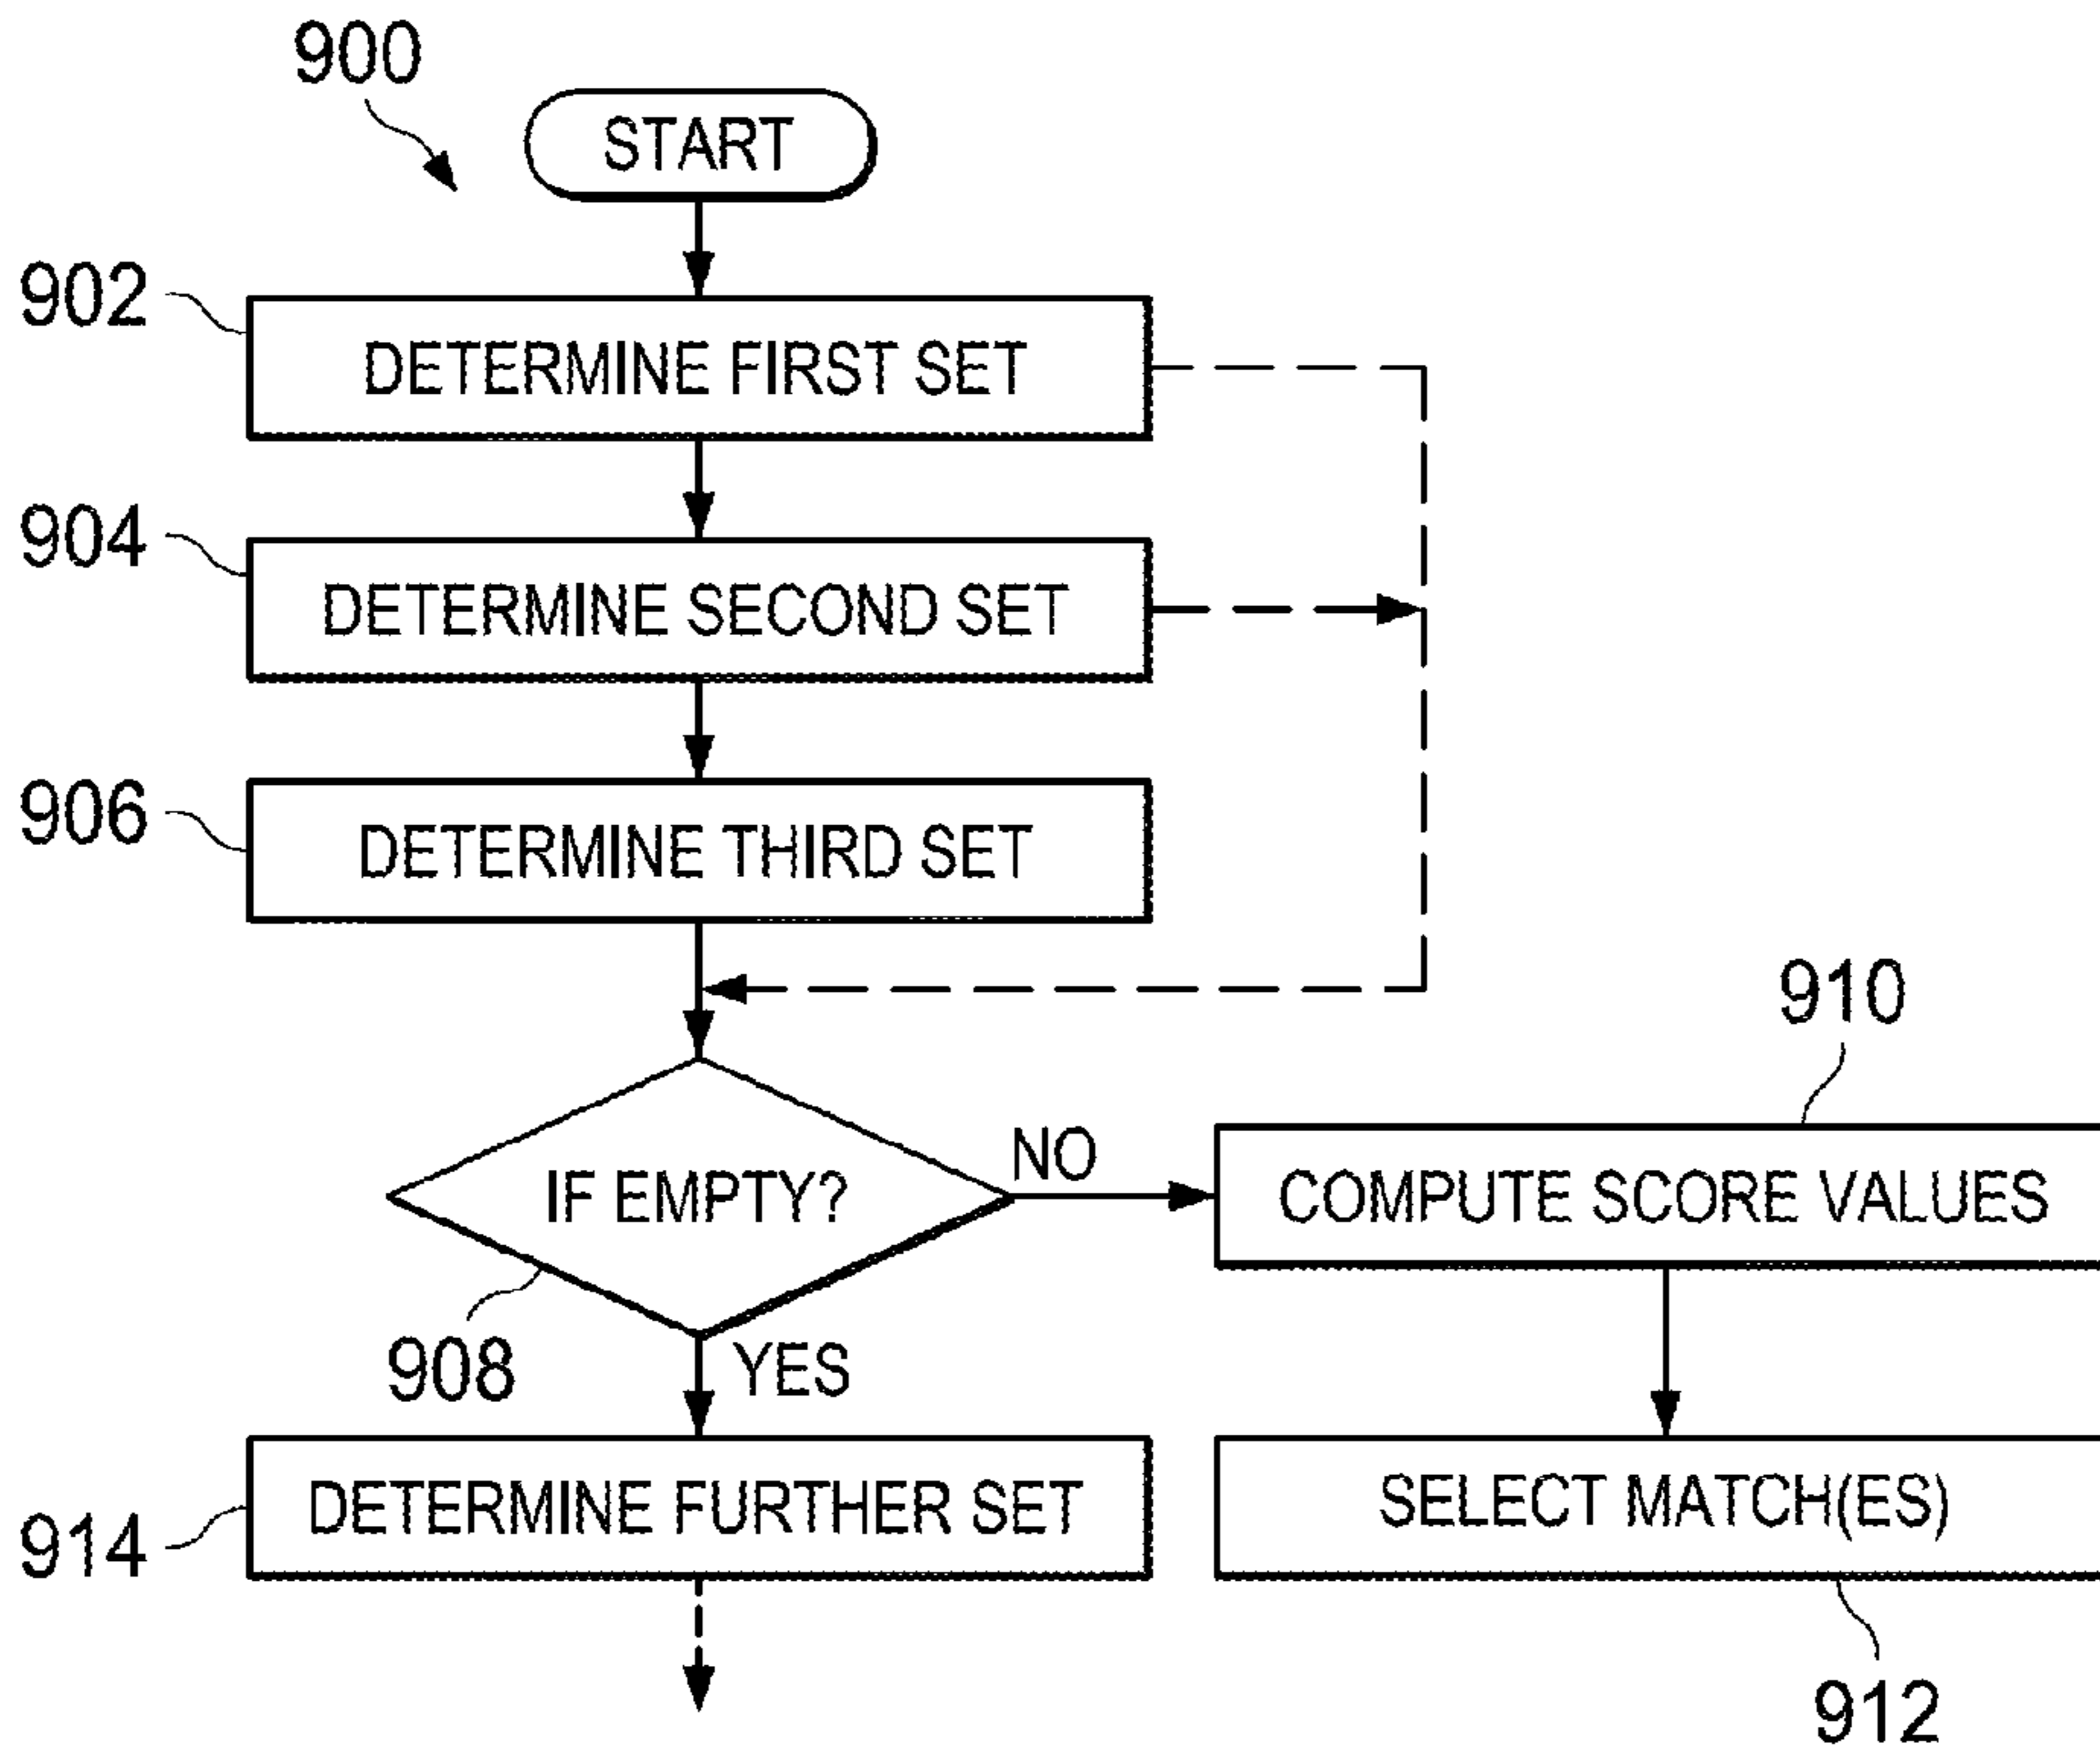 900
START
902
DETERMINE FIRST SET
904
DETERMINE SECOND SET
906
DETERMINE THIRD SET
910
IF EMPTY?
NO
COMPUTE SCORE VALUES
908
YES
914
DETERMINE FURTHER SET
SELECT MATCH(ES)
912